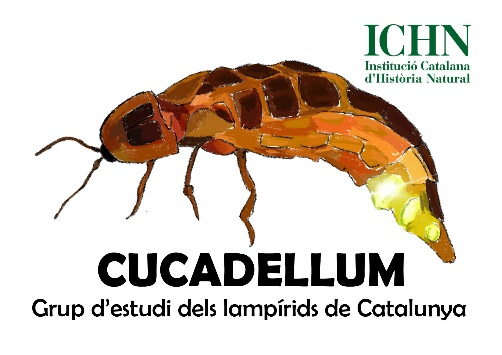 ICHN
Institució Catalana
d'Història Natural
CUCADELLUM
Grup d'estudi dels lampírids de Catalunya